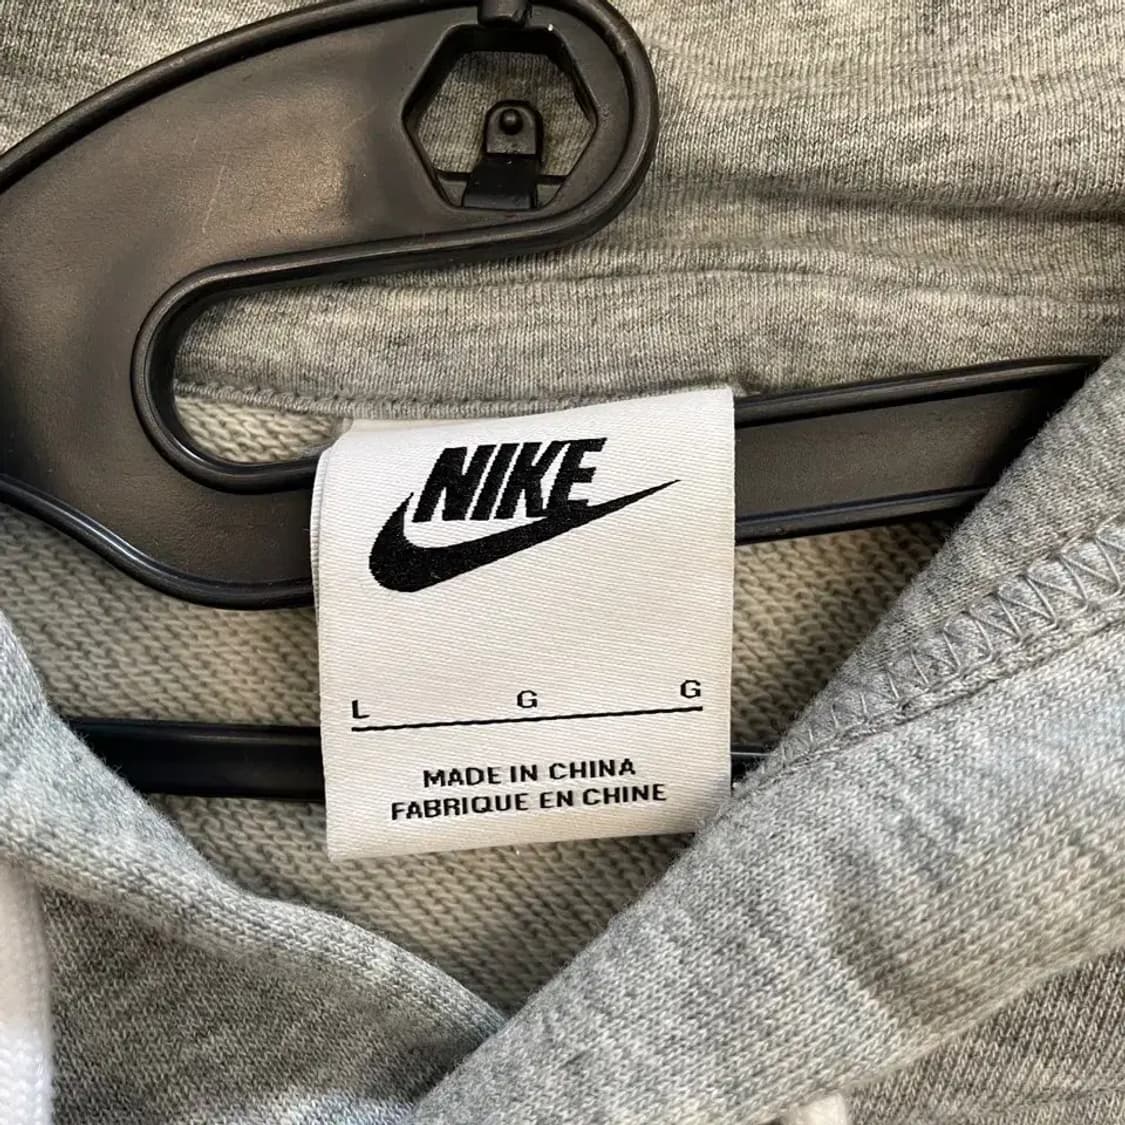 NIKE
L G G
MADE IN CHINA
FABRIQUE EN CHINE